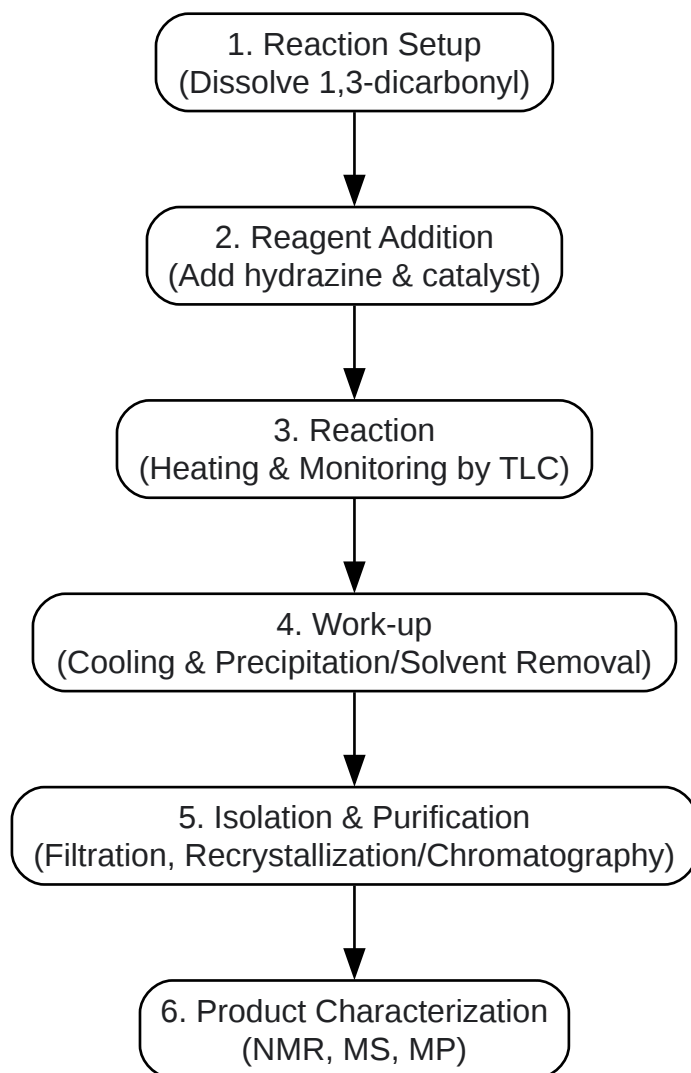 1. Reaction Setup
(Dissolve 1,3-dicarbonyl)
2. Reagent Addition
(Add hydrazine & catalyst)
3. Reaction
(Heating & Monitoring by TLC)
4. Work-up
(Cooling & Precipitation/Solvent Removal)
5. Isolation & Purification
(Filtration, Recrystallization/Chromatography)
6. Product Characterization
(NMR, MS, MP)